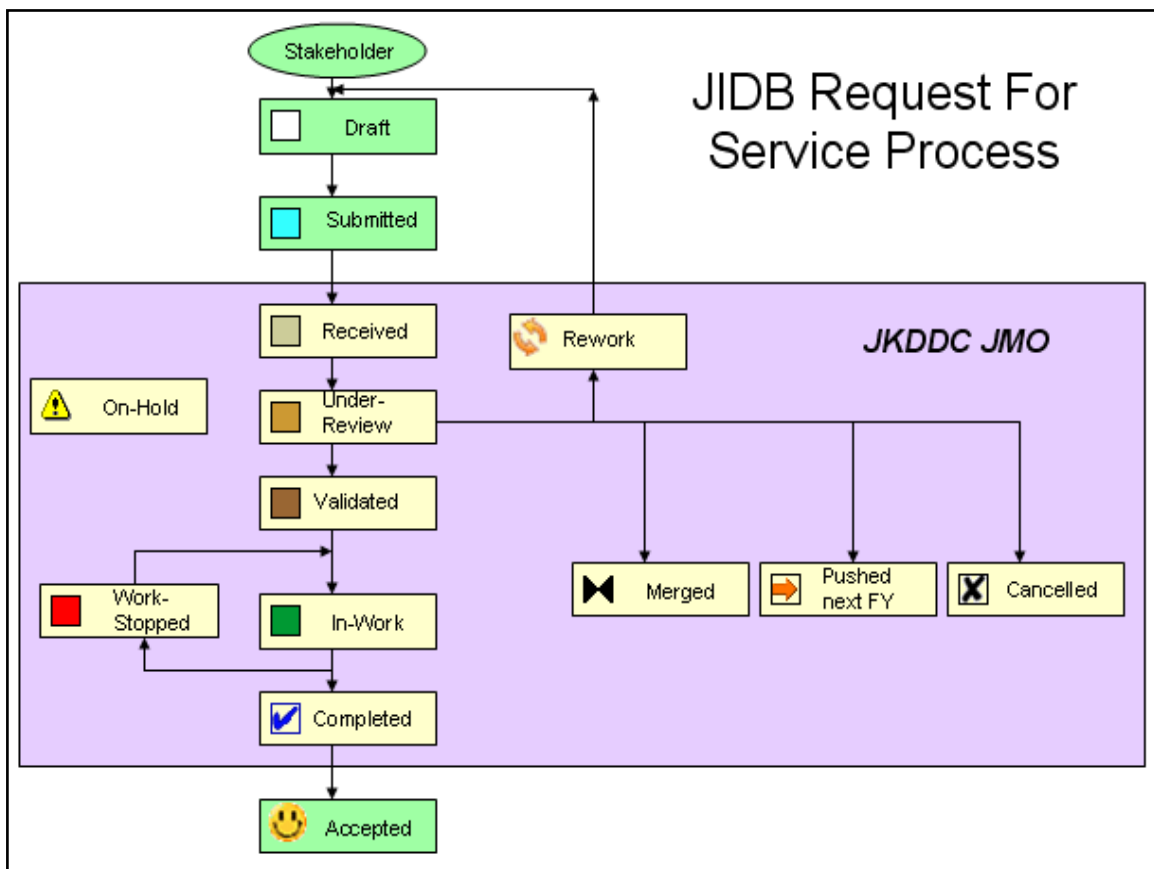 Stakeholder
JIDB Request For
Service Process
Draft
Submitted
Received
Rework
JKDDC JMO
On-Hold
Under-
Review
Validated
Work-
Stopped
In-Work
Merged
Pushed
next FY
Cancelled
Completed
Accepted